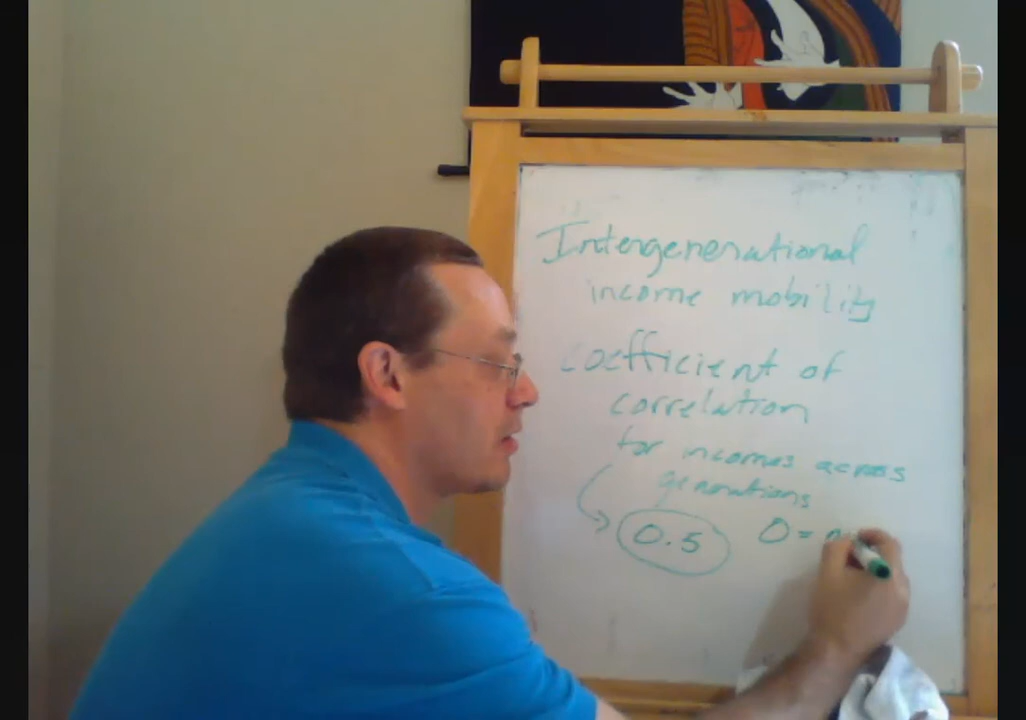 Intergenerational
income mobility
coefficient of
correlation
for incomes across
generations
0.5 0 =